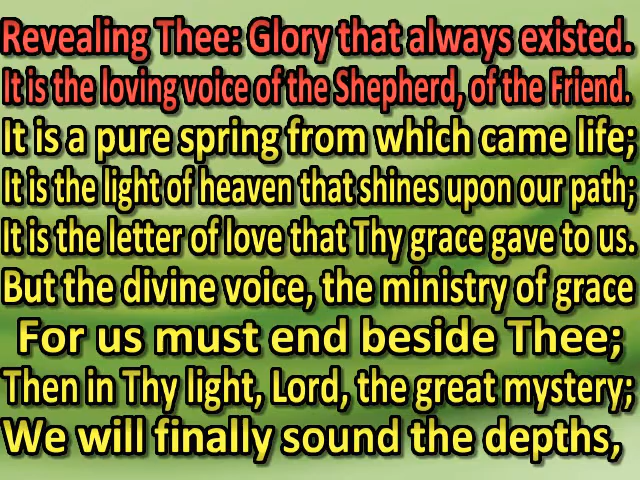 Revealing Thee: Glory that always existed.
It is the loving voice of the Shepherd, of the Friend.
It is a pure spring from which came life;
It is the light of heaven that shines upon our path;
It is the letter of love that Thy grace gave to us.
But the divine voice, the ministry of grace
For us must end beside Thee;
Then in Thy light, Lord, the great mystery;
We will finally sound the depths,